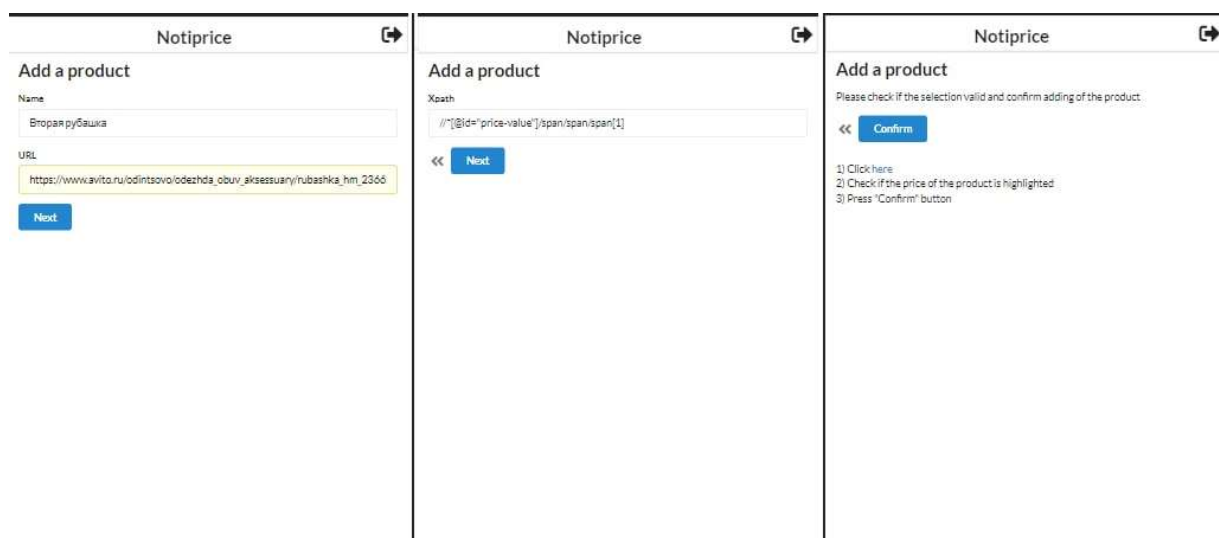 Notiprice
Add a product
Name
Вторая рубашка
URL
https://www.avito.ru/odintsovo/odezhda_obuv_aksessuary/rubashka_hm_2366
Next
Notiprice
Add a product
Xpath
//*[@id="price-value"]/span/span/span[1]
« Next
Notiprice
Add a product
Please check if the selection valid and confirm adding of the product
« Confirm
1) Click here
2) Check if the price of the product is highlighted
3) Press "Confirm" button